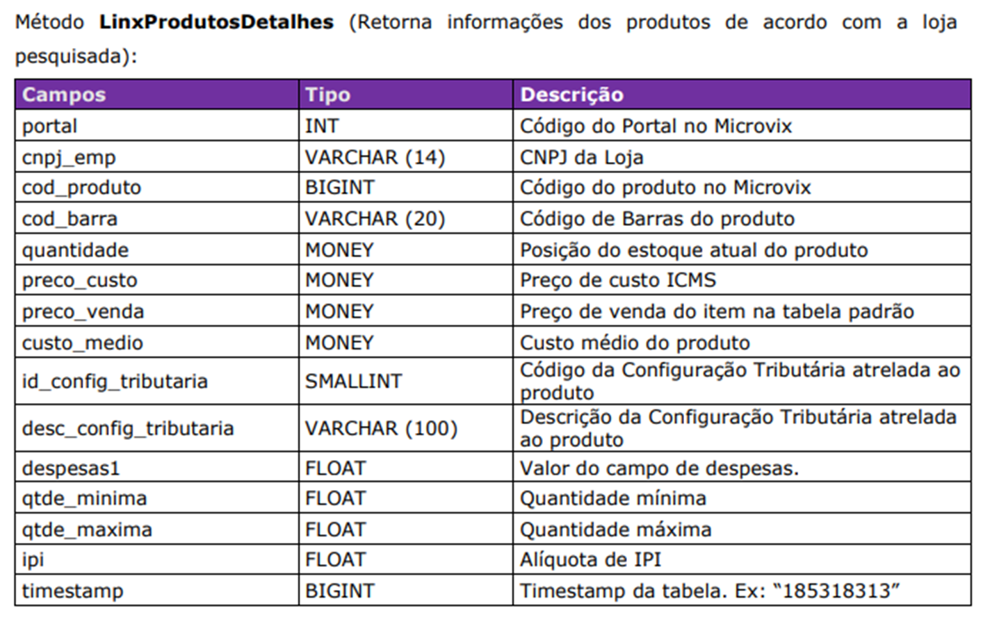 Método LinxProdutosDetalhes (Retorna informações dos produtos de acordo com a loja
pesquisada):
Campos Tipo Descrição
portal INT Código do Portal no Microvix
cnpj_emp VARCHAR (14) CNPJ da Loja
cod_produto BIGINT Código do produto no Microvix
cod_barra VARCHAR (20) Código de Barras do produto
quantidade MONEY Posição do estoque atual do produto
preco_custo MONEY Preço de custo ICMS
preco_venda MONEY Preço de venda do item na tabela padrão
custo_medio MONEY Custo médio do produto
id_config_tributaria SMALLINT Código da Configuração Tributária atrelada ao
produto
desc_config_tributaria VARCHAR (100) Descrição da Configuração Tributária atrelada
ao produto
despesas1 FLOAT Valor do campo de despesas.
qtde_minima FLOAT Quantidade mínima
qtde_maxima FLOAT Quantidade máxima
ipi FLOAT Alíquota de IPI
timestamp BIGINT Timestamp da tabela. Ex: “185318313”